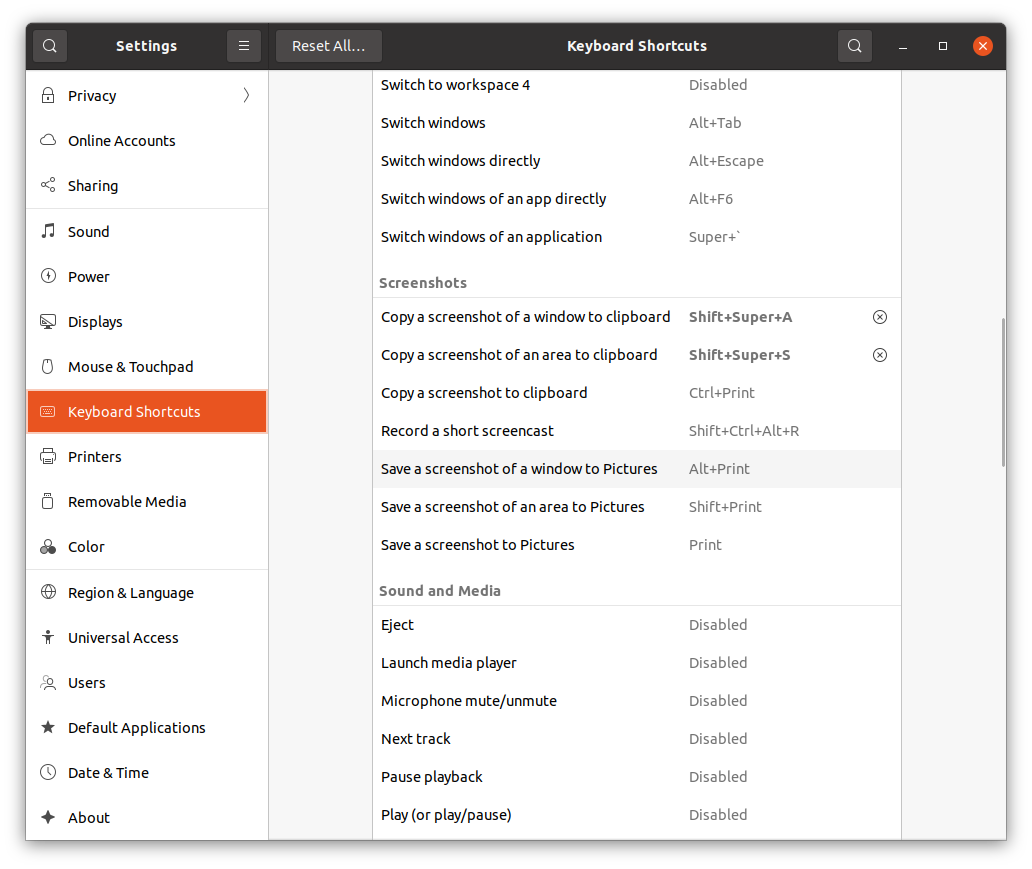 Settings
Reset All...
Keyboard Shortcuts
Privacy
Online Accounts
Sharing
Sound
Power
Displays
Mouse & Touchpad
Keyboard Shortcuts
Printers
Removable Media
Color
Region & Language
Universal Access
Users
Default Applications
Date & Time
About
Switch to workspace 4 Disabled
Switch windows Alt+Tab
Switch windows directly Alt+Escape
Switch windows of an app directly Alt+F6
Switch windows of an application Super+`
Screenshots
Copy a screenshot of a window to clipboard Shift+Super+A
Copy a screenshot of an area to clipboard Shift+Super+S
Copy a screenshot to clipboard Ctrl+Print
Record a short screencast Shift+Ctrl+Alt+R
Save a screenshot of a window to Pictures Alt+Print
Save a screenshot of an area to Pictures Shift+Print
Save a screenshot to Pictures Print
Sound and Media
Eject Disabled
Launch media player Disabled
Microphone mute/unmute Disabled
Next track Disabled
Pause playback Disabled
Play (or play/pause) Disabled